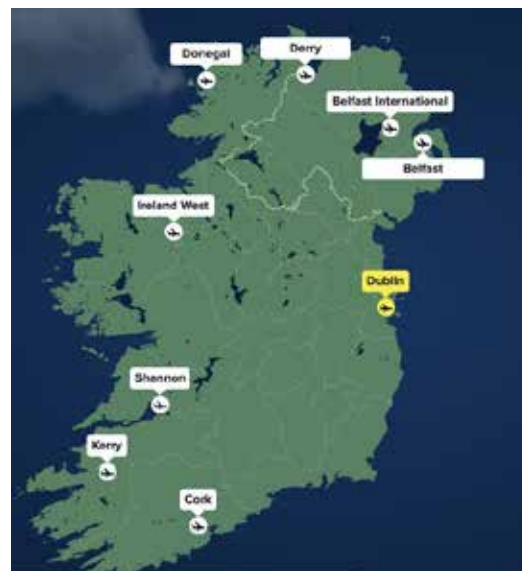 Donegal
Derry
Belfast International
Belfast
Ireland West
Dublin
Shannon
Kerry
Cork